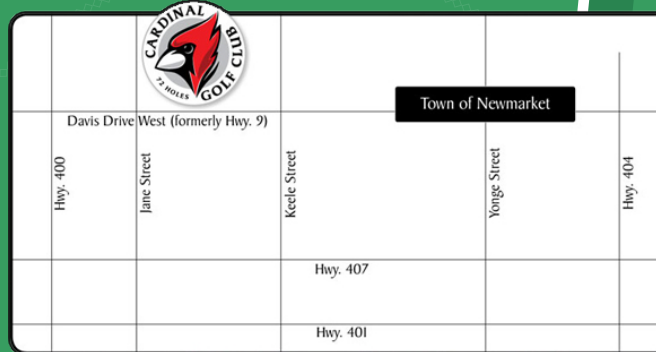 CARDINAL
GOLF CLUB
72 HOLES
Town of Newmarket
Davis Drive West (formerly Hwy. 9)
Hwy. 400
Jane Street
Keele Street
Yonge Street
Hwy. 404
Hwy. 407
Hwy. 401